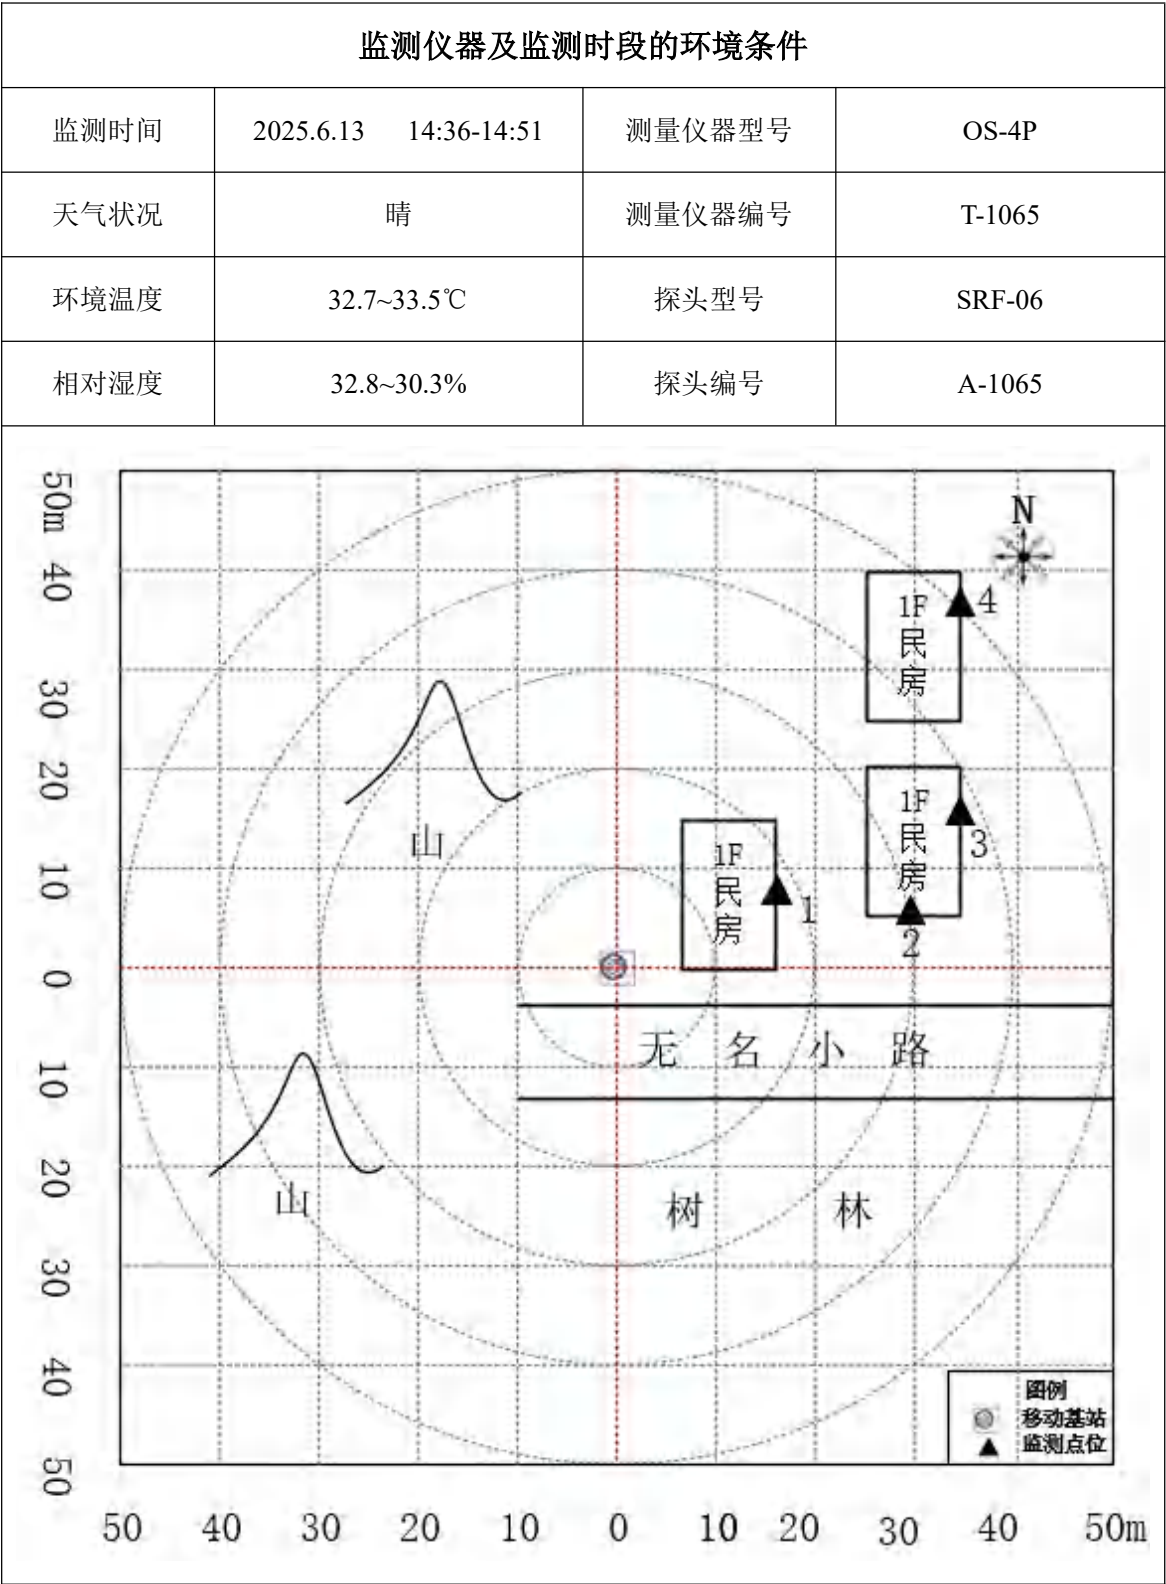 监测仪器及监测时段的环境条件
监测时间 2025.6.13 14:36-14:51 测量仪器型号 OS-4P
天气状况 晴 测量仪器编号 T-1065
环境温度 32.7~33.5℃ 探头型号 SRF-06
相对湿度 32.8~30.3% 探头编号 A-1065
50m
40
30
20
10
0
10
20
30
40
50
N
1F
民
房
4
1F
民
房
3
2
1F
民
房
1
山
无名小路
山
树林
图例
移动基站
监测点位
50 40 30 20 10 0 10 20 30 40 50m